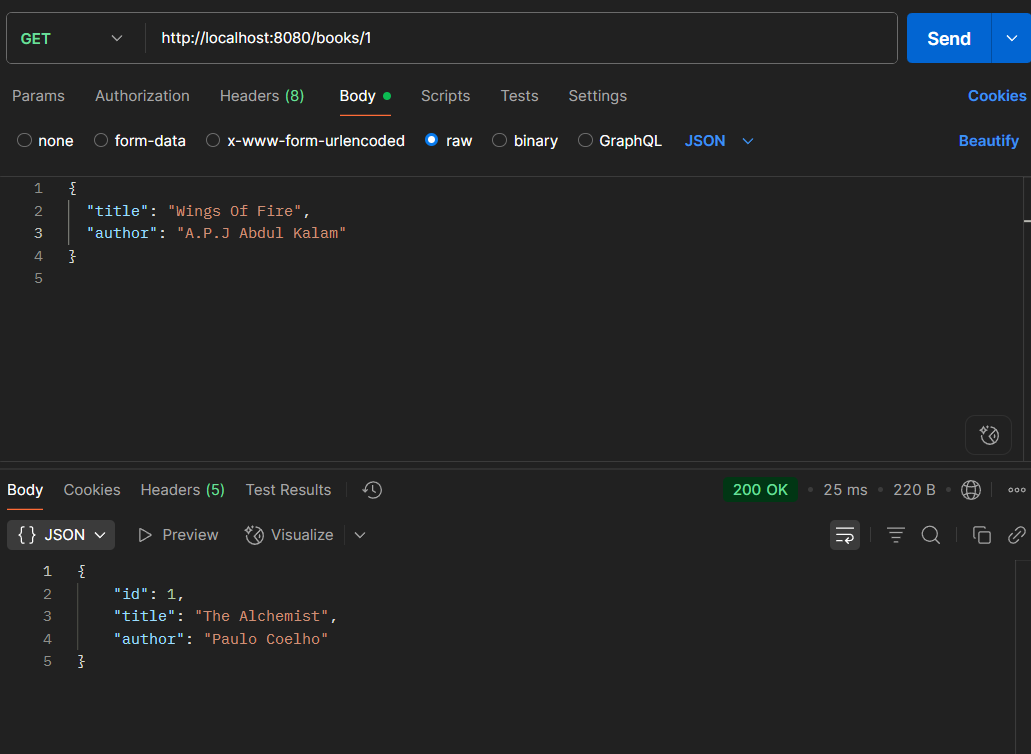 GET http://localhost:8080/books/1 Send
Params Authorization Headers (8) Body Scripts Tests Settings Cookies
none form-data x-www-form-urlencoded raw binary GraphQL JSON Beautify
1 {
2 "title": "Wings Of Fire",
3 "author": "A.P.J Abdul Kalam"
4 }
5
Body Cookies Headers (5) Test Results 200 OK 25 ms 220 B
{} JSON Preview Visualize
1 {
2 "id": 1,
3 "title": "The Alchemist",
4 "author": "Paulo Coelho"
5 }